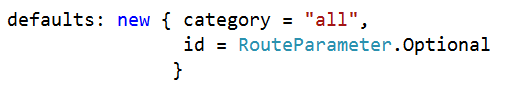 defaults: new { category = "all",
id = RouteParameter.Optional
}